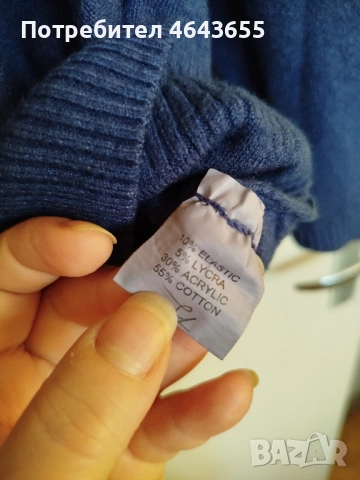 Потребител 4643655
10% ELASTIC
5% LYCRA
30% ACRYLIC
55% COTTON
BAZAR